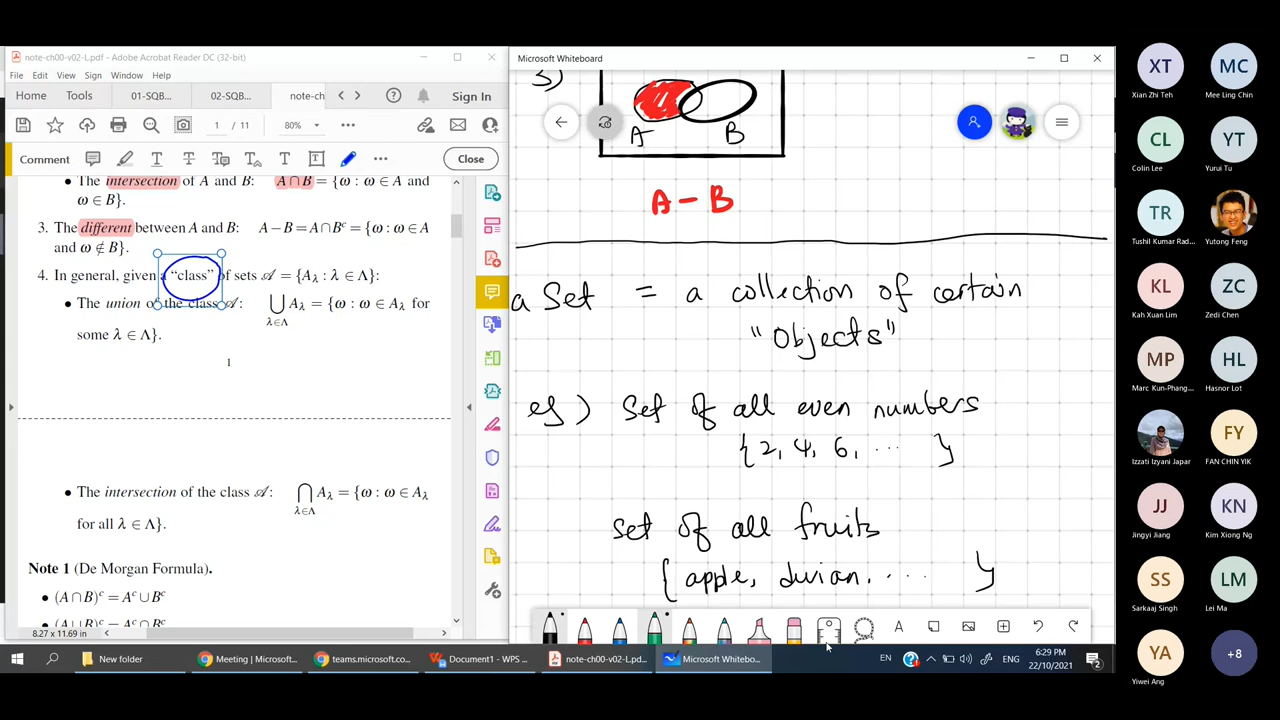 note-ch00-v02-L.pdf - Adobe Acrobat Reader DC (32-bit)
File Edit View Sign Window Help
Home Tools 01-SQB... 02-SQB... note-ch Sign In
1 / 11 80%
Comment Close
• The intersection of A and B: A ∩ B = {ω : ω ∈ A and
ω ∈ B}.
3. The different between A and B: A − B = A ∩ Bᶜ = {ω : ω ∈ A
and ω ∉ B}.
4. In general, given a “class” of sets 𝒜 = {A_λ : λ ∈ Λ}:
• The union of the class 𝒜: ⋃ A_λ = {ω : ω ∈ A_λ for
λ∈Λ
some λ ∈ Λ}.
1
• The intersection of the class 𝒜: ⋂ A_λ = {ω : ω ∈ A_λ
λ∈Λ
for all λ ∈ Λ}.
Note 1 (De Morgan Formula).
• (A ∩ B)ᶜ = Aᶜ ∪ Bᶜ
8.27 x 11.69 in
Microsoft Whiteboard
3)
A B
A - B
a Set = a collection of certain
"Objects"
eg) Set of all even numbers
{2, 4, 6, ... }
set of all fruits
{apple, durian, .... }
XT MC
Xian Zhi Teh Mee Ling Chin
CL YT
Colin Lee Yurui Tu
TR
Tushil Kumar Rad... Yutong Feng
KL ZC
Kah Xuan Lim Zedi Chen
MP HL
Marc Kun-Phang... Hasnor Lot
FY
Izzati Izyani Japar FAN CHIN YIK
JJ KN
Jingyi Jiang Kim Xiong Ng
SS LM
Sarkaaj Singh Lei Ma
YA +8
Yiwei Ang
New folder Meeting | Microsoft... teams.microsoft.co... Document1 - WPS ... note-ch00-v02-L.pd... Microsoft Whitebo... EN ENG 6:29 PM
22/10/2021 2